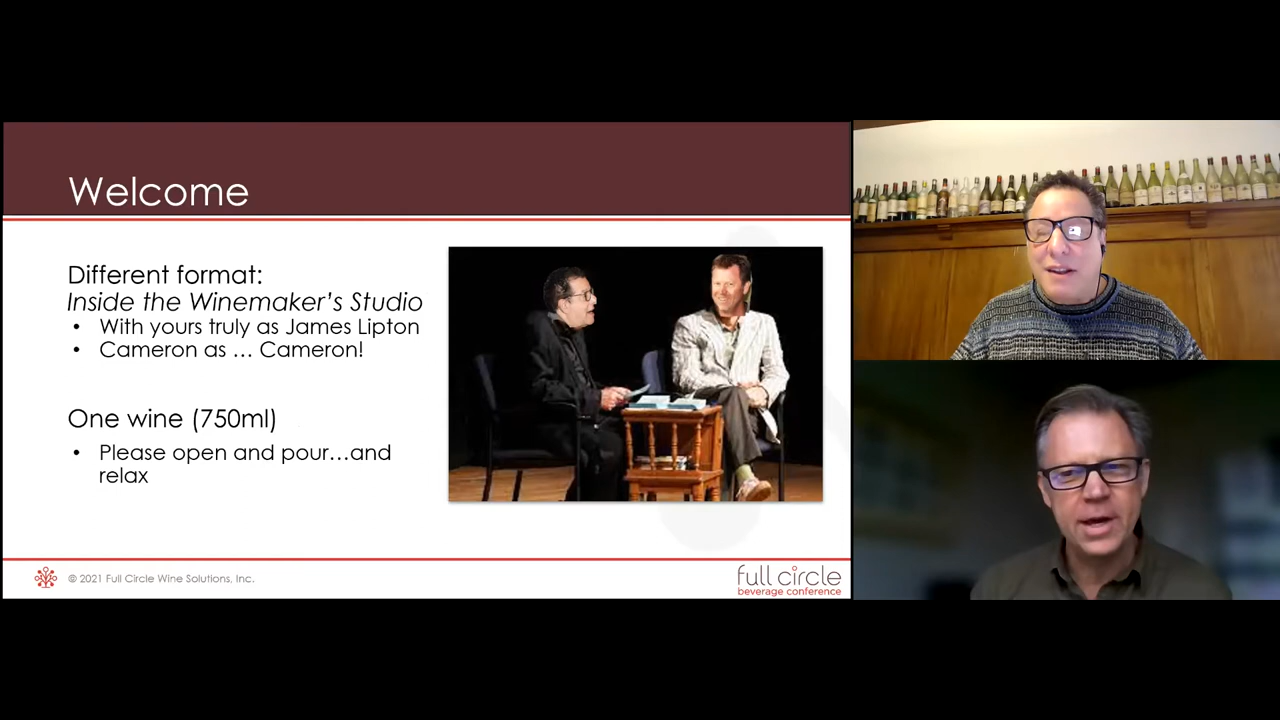 Welcome
Different format:
Inside the Winemaker's Studio
• With yours truly as James Lipton
• Cameron as … Cameron!
One wine (750ml)
• Please open and pour…and
relax
© 2021 Full Circle Wine Solutions, Inc.
full circle
beverage conference